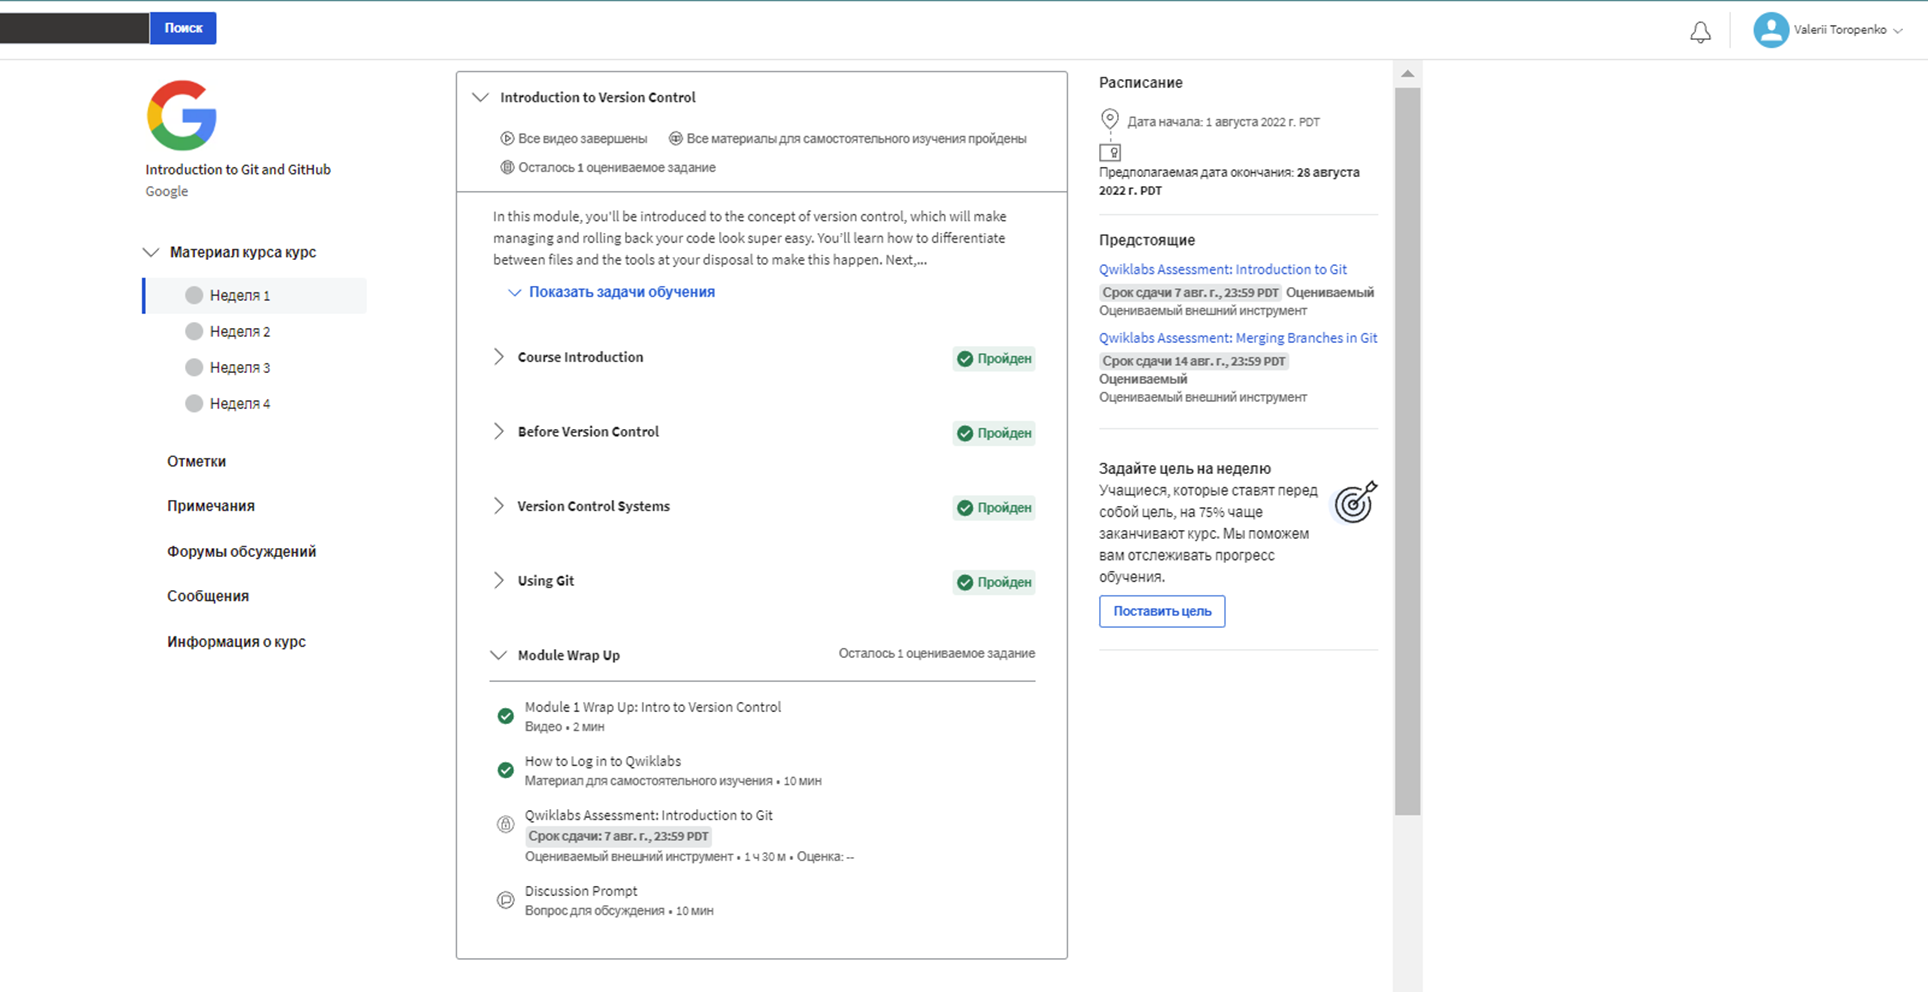 Поиск
Valerii Toropenko
Introduction to Git and GitHub
Google
Материал курса курс
Неделя 1
Неделя 2
Неделя 3
Неделя 4
Отметки
Примечания
Форумы обсуждений
Сообщения
Информация о курс
Introduction to Version Control
Все видео завершены
Все материалы для самостоятельного изучения пройдены
Осталось 1 оцениваемое задание
In this module, you'll be introduced to the concept of version control, which will make
managing and rolling back your code look super easy. You'll learn how to differentiate
between files and the tools at your disposal to make this happen. Next,...
Показать задачи обучения
Course Introduction
Пройден
Before Version Control
Пройден
Version Control Systems
Пройден
Using Git
Пройден
Module Wrap Up
Осталось 1 оцениваемое задание
Module 1 Wrap Up: Intro to Version Control
Видео • 2 мин
How to Log in to Qwiklabs
Материал для самостоятельного изучения • 10 мин
Qwiklabs Assessment: Introduction to Git
Срок сдачи: 7 авг. г., 23:59 PDT
Оцениваемый внешний инструмент • 1 ч 30 м • Оценка: --
Discussion Prompt
Вопрос для обсуждения • 10 мин
Расписание
Дата начала: 1 августа 2022 г. PDT
Предполагаемая дата окончания: 28 августа
2022 г. PDT
Предстоящие
Qwiklabs Assessment: Introduction to Git
Срок сдачи 7 авг. г., 23:59 PDT Оцениваемый
Оцениваемый внешний инструмент
Qwiklabs Assessment: Merging Branches in Git
Срок сдачи 14 авг. г., 23:59 PDT
Оцениваемый
Оцениваемый внешний инструмент
Задайте цель на неделю
Учащиеся, которые ставят перед
собой цель, на 75% чаще
заканчивают курс. Мы поможем
вам отслеживать прогресс
обучения.
Поставить цель